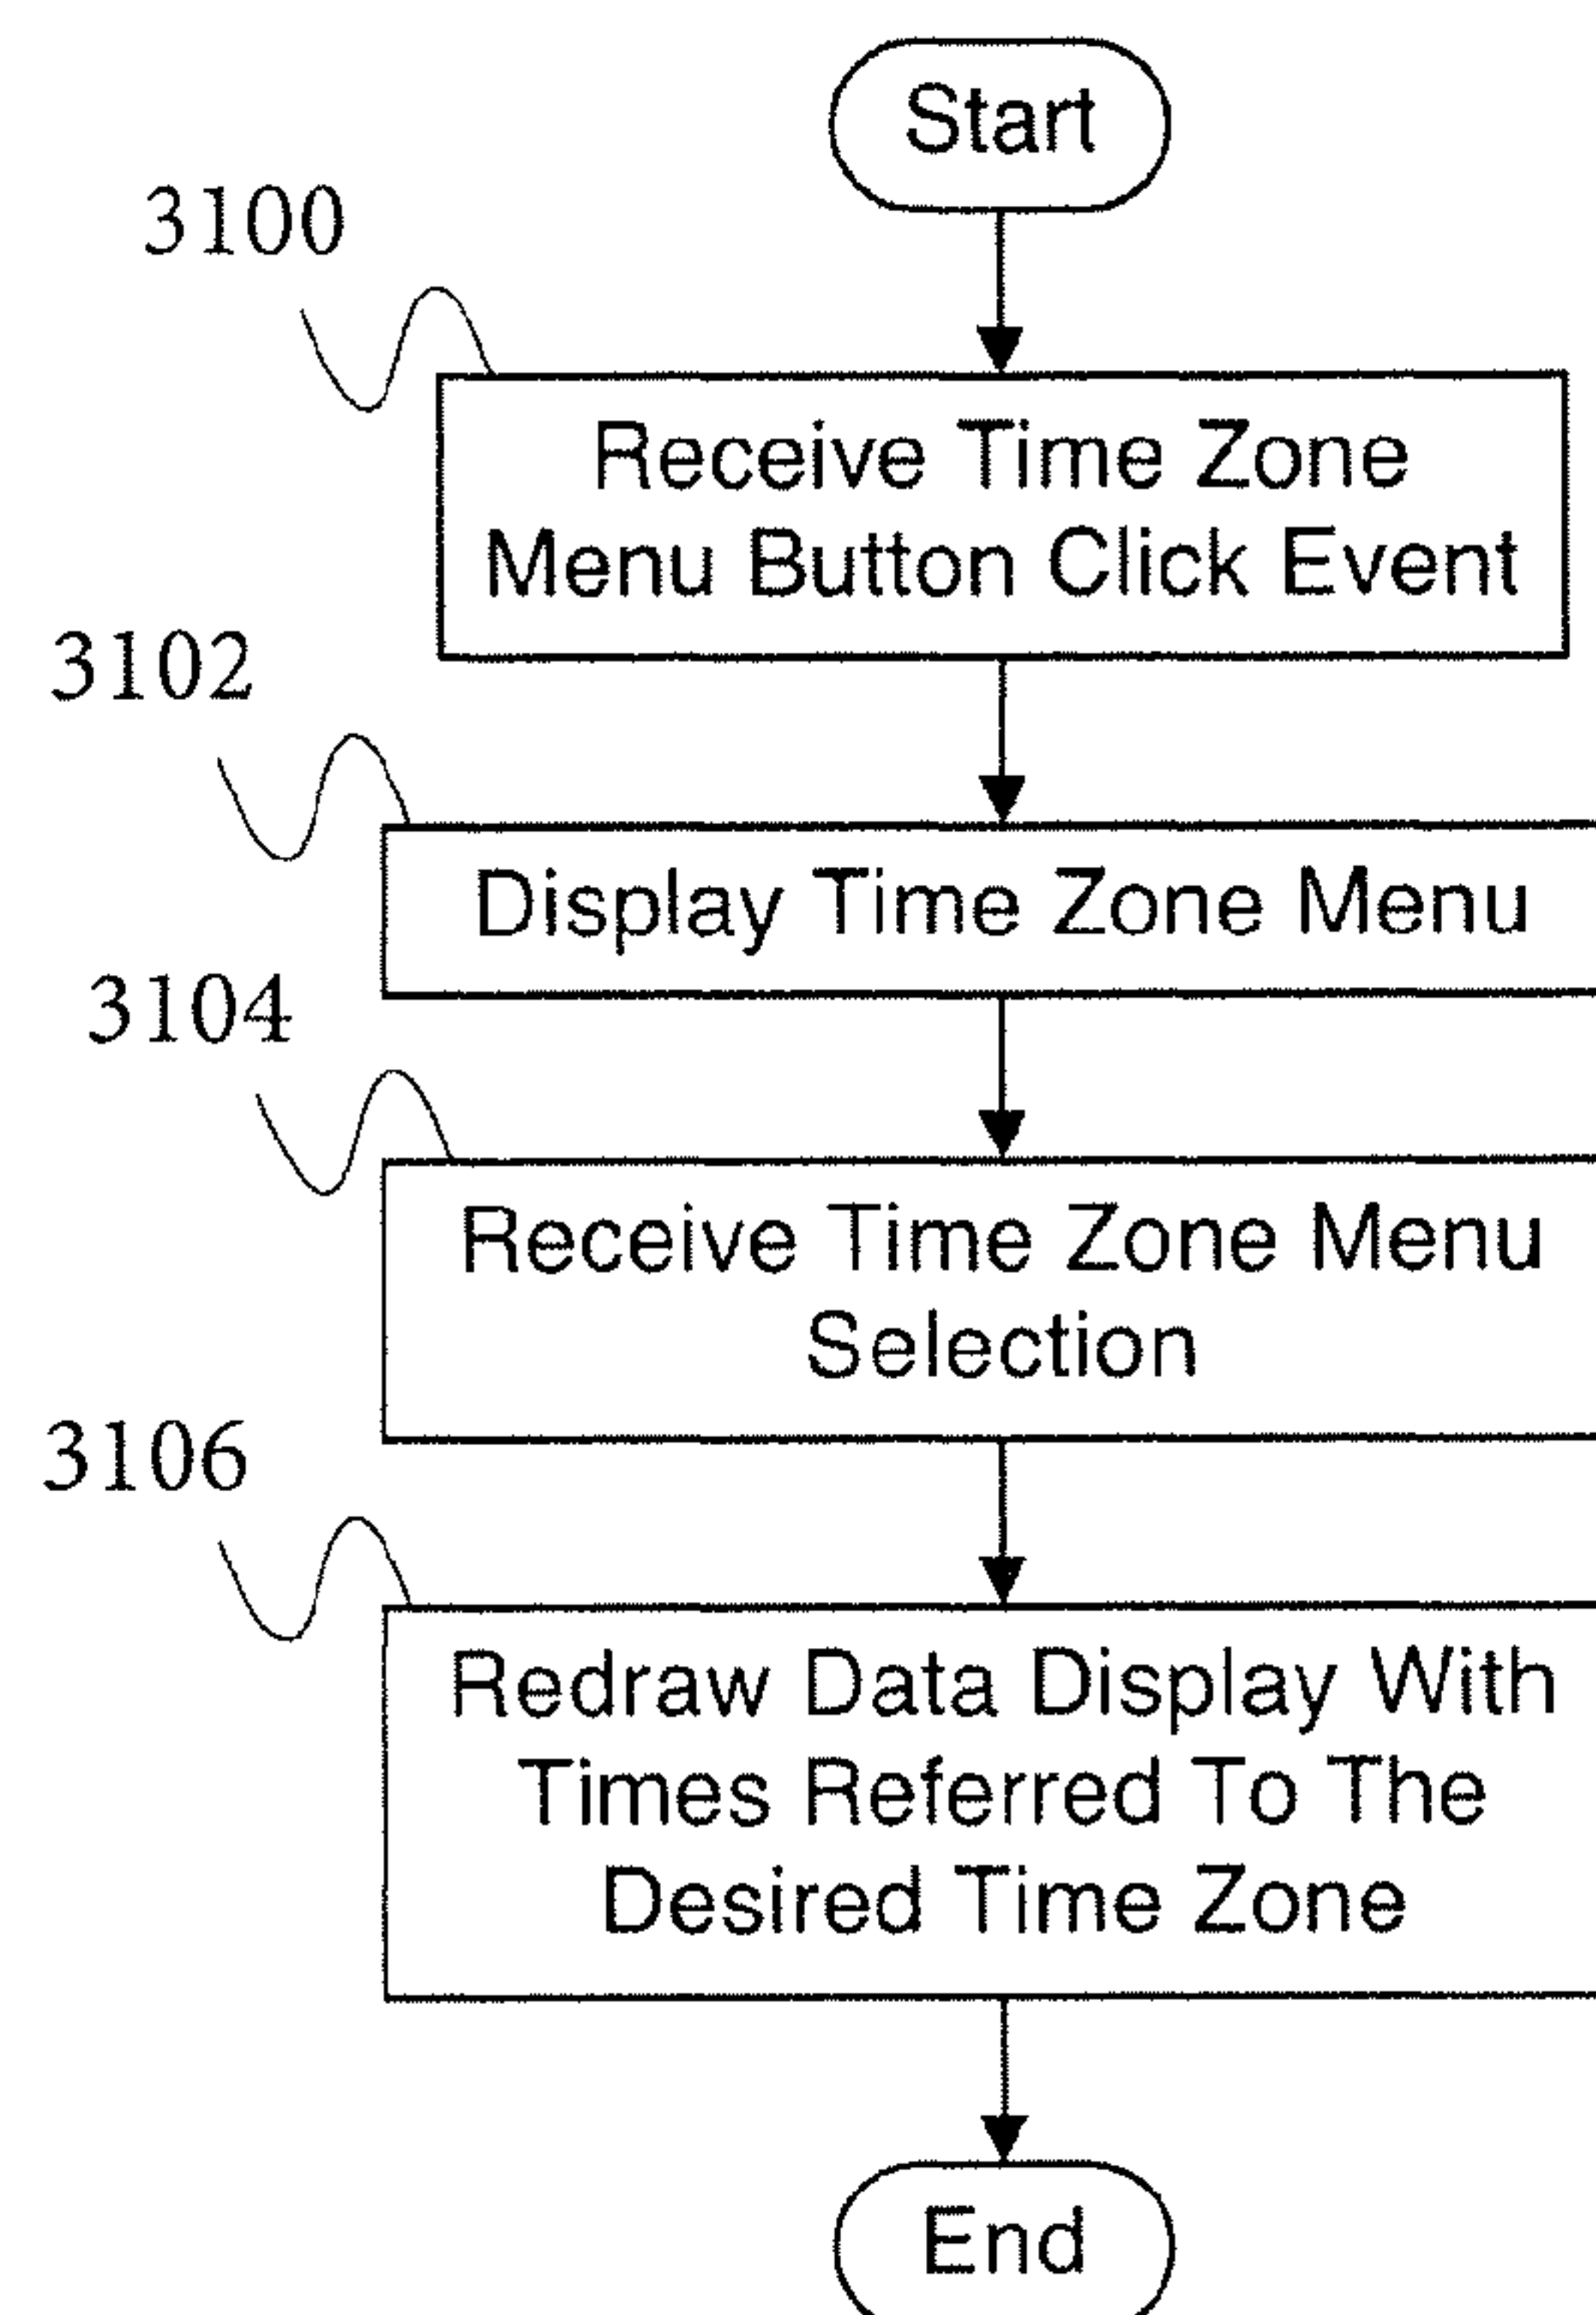 Start
3100
Receive Time Zone
Menu Button Click Event
3102
Display Time Zone Menu
3104
Receive Time Zone Menu
Selection
3106
Redraw Data Display With
Times Referred To The
Desired Time Zone
End